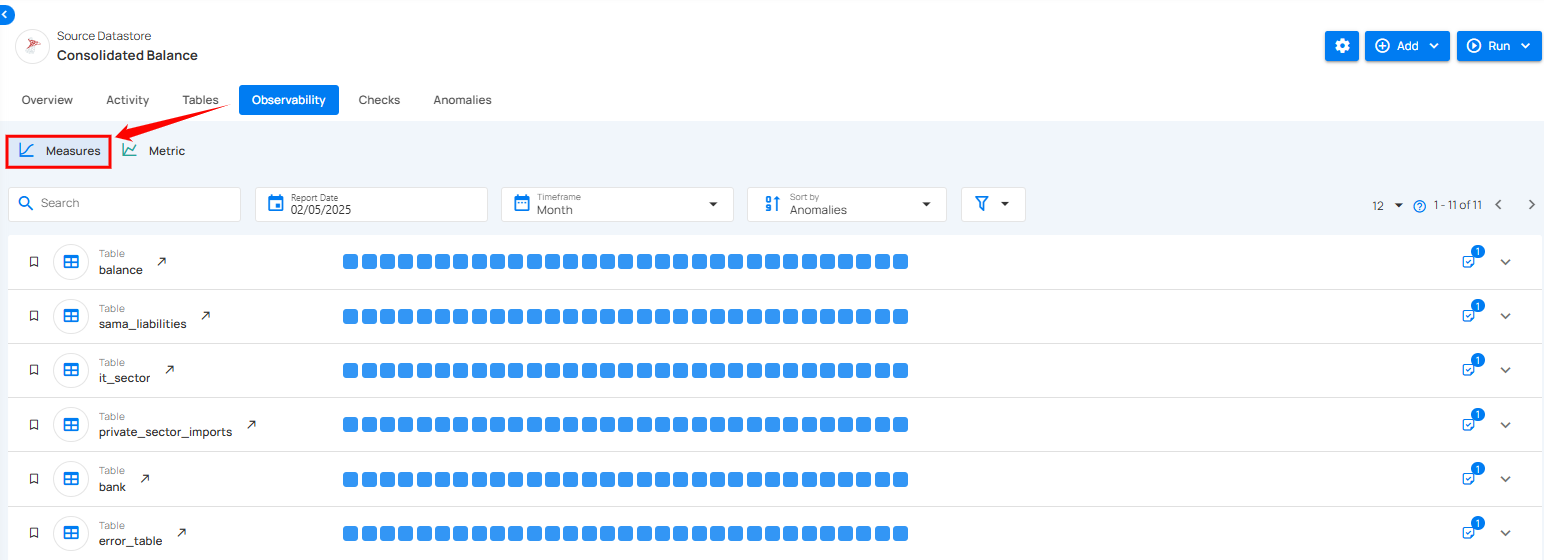 Source Datastore
Consolidated Balance
Add
Run
Overview Activity Tables Observability Checks Anomalies
Measures Metric
Search
Report Date
02/05/2025
Timeframe
Month
Sort by
Anomalies
12
1 - 11 of 11
Table
balance
1
Table
sama_liabilities
1
Table
it_sector
1
Table
private_sector_imports
1
Table
bank
1
Table
error_table
1